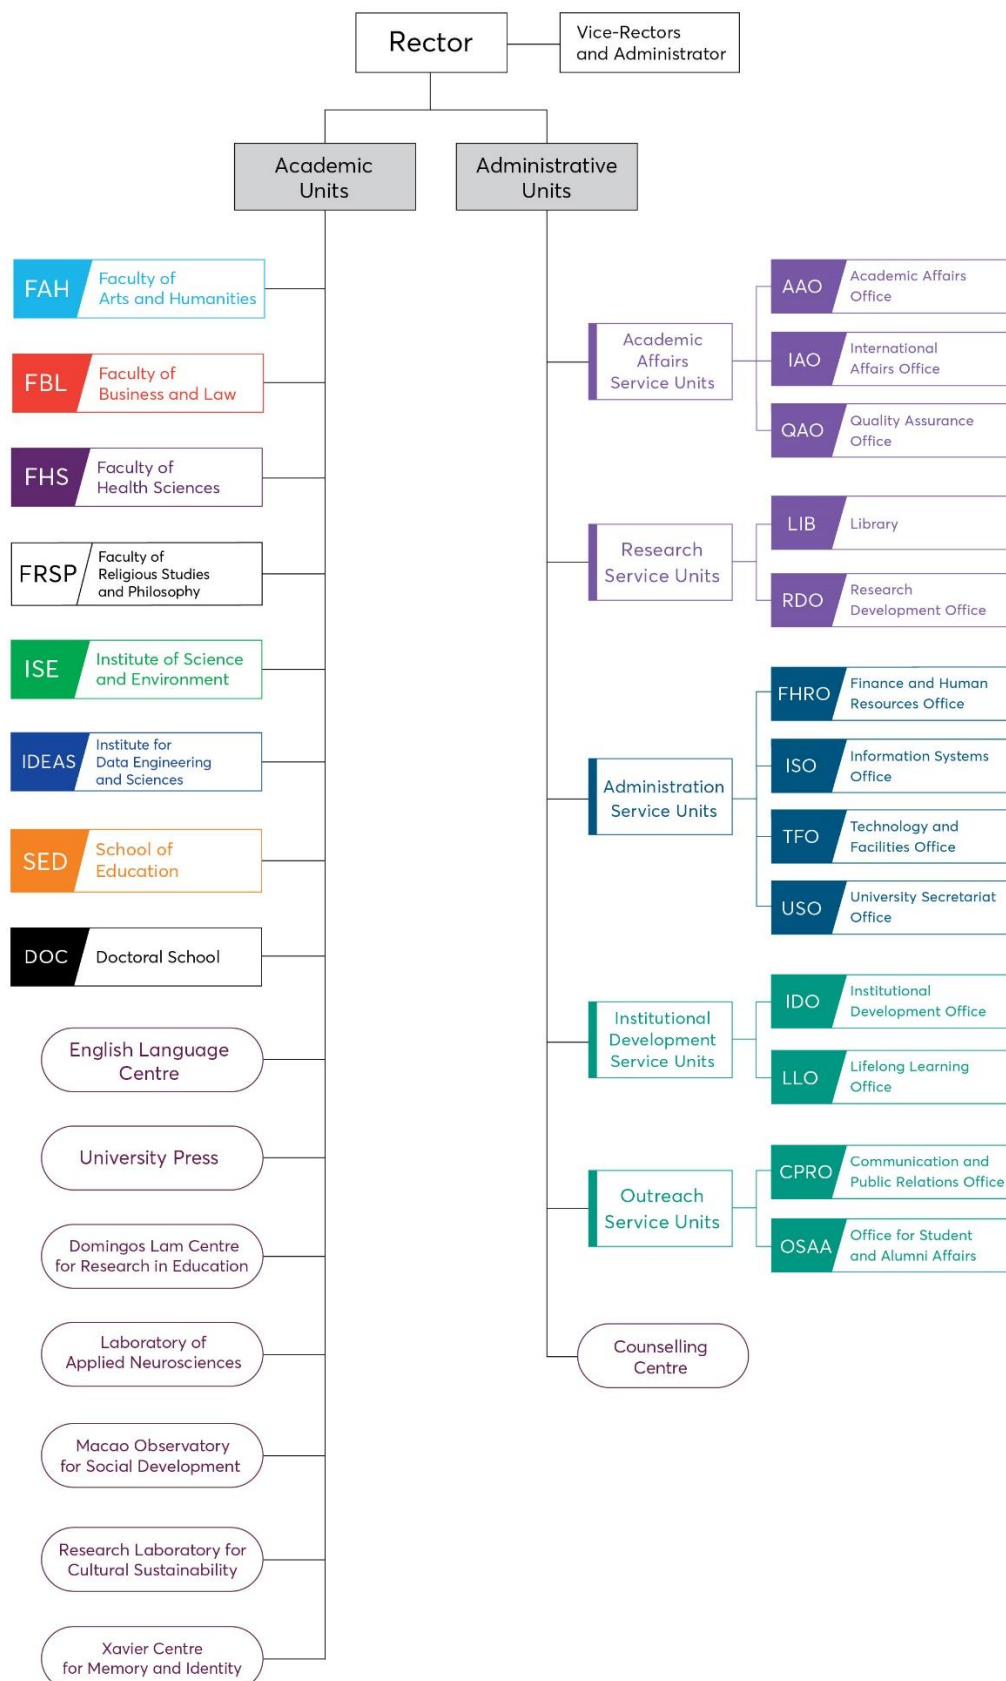 Rector
Vice-Rectors
and Administrator
Academic
Units
Administrative
Units
FAH
Faculty of
Arts and Humanities
FBL
Faculty of
Business and Law
FHS
Faculty of
Health Sciences
FRSP
Faculty of
Religious Studies
and Philosophy
ISE
Institute of Science
and Environment
IDEAS
Institute for
Data Engineering
and Sciences
SED
School of
Education
DOC
Doctoral School
English Language
Centre
University Press
Domingos Lam Centre
for Research in Education
Laboratory of
Applied Neurosciences
Macao Observatory
for Social Development
Research Laboratory for
Cultural Sustainability
Xavier Centre
for Memory and Identity
Academic
Affairs
Service Units
AAO
Academic Affairs
Office
IAO
International
Affairs Office
QAO
Quality Assurance
Office
Research
Service Units
LIB
Library
RDO
Research
Development Office
Administration
Service Units
FHRO
Finance and Human
Resources Office
ISO
Information Systems
Office
TFO
Technology and
Facilities Office
USO
University Secretariat
Office
Institutional
Development
Service Units
IDO
Institutional
Development Office
LLO
Lifelong Learning
Office
Outreach
Service Units
CPRO
Communication and
Public Relations Office
OSAA
Office for Student
and Alumni Affairs
Counselling
Centre